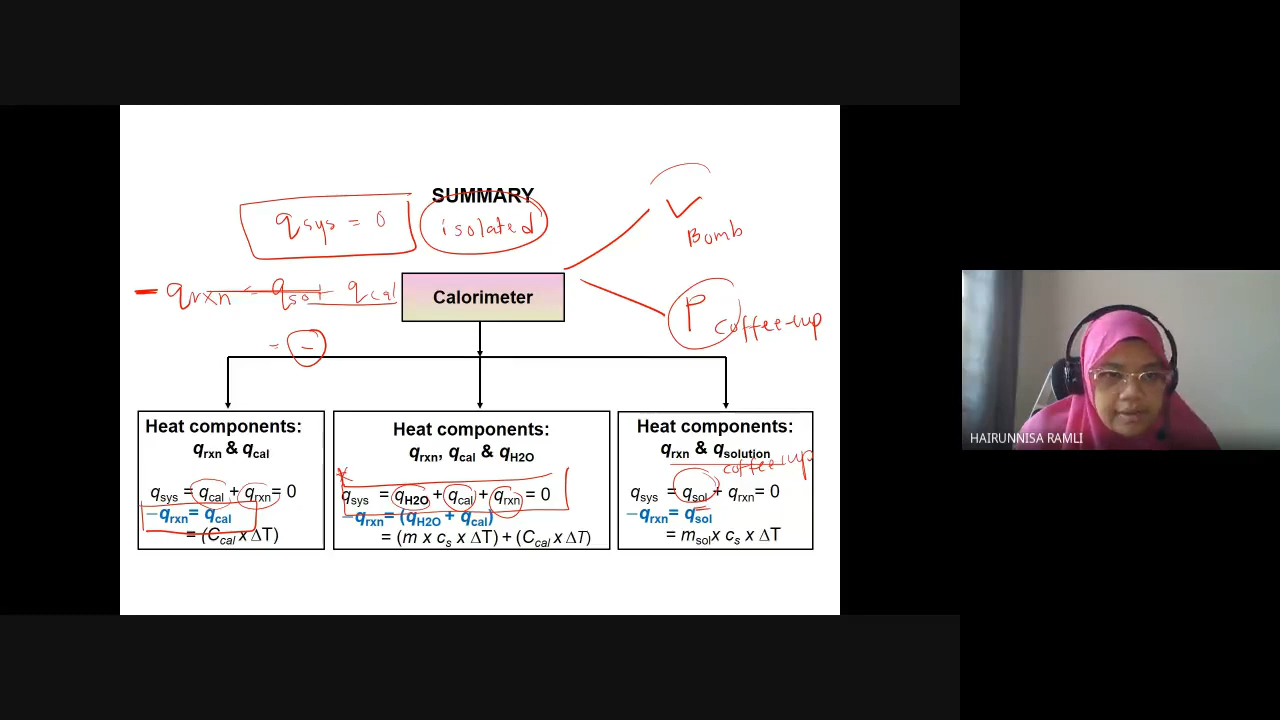 SUMMARY
qsys = 0
isolated
Bomb
- qrxn = qsol qcal
Calorimeter
P coffee-cup
= -
Heat components:
qrxn & qcal
qsys = qcal + qrxn = 0
−qrxn= qcal
= (Ccal x ΔT)
Heat components:
qrxn, qcal & qH2O
qsys = qH2O + qcal + qrxn = 0
−qrxn= (qH2O + qcal)
= (m x cs x ΔT) + (Ccal x ΔT)
Heat components:
qrxn & qsolution
coffee-cup
qsys = qsol + qrxn= 0
−qrxn= qsol
= msolx cs x ΔT
HAIRUNNISA RAMLI